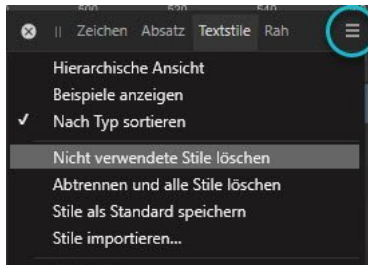 Zeichen Absatz Textstile Rah
Hierarchische Ansicht
Beispiele anzeigen
Nach Typ sortieren
Nicht verwendete Stile löschen
Abtrennen und alle Stile löschen
Stile als Standard speichern
Stile importieren...